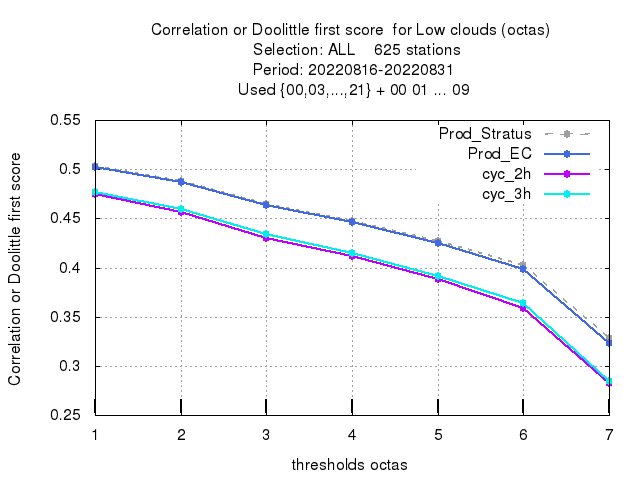 Correlation or Doolittle first score  for Low clouds (octas)
Selection: ALL    625 stations
Period: 20220816-20220831
Used {00,03,...,21} + 00 01 ... 09
Correlation or Doolittle first score
0.55
0.5
0.45
0.4
0.35
0.3
0.25
Prod_Stratus
Prod_EC
cyc_2h
cyc_3h
1 2 3 4 5 6 7
thresholds octas